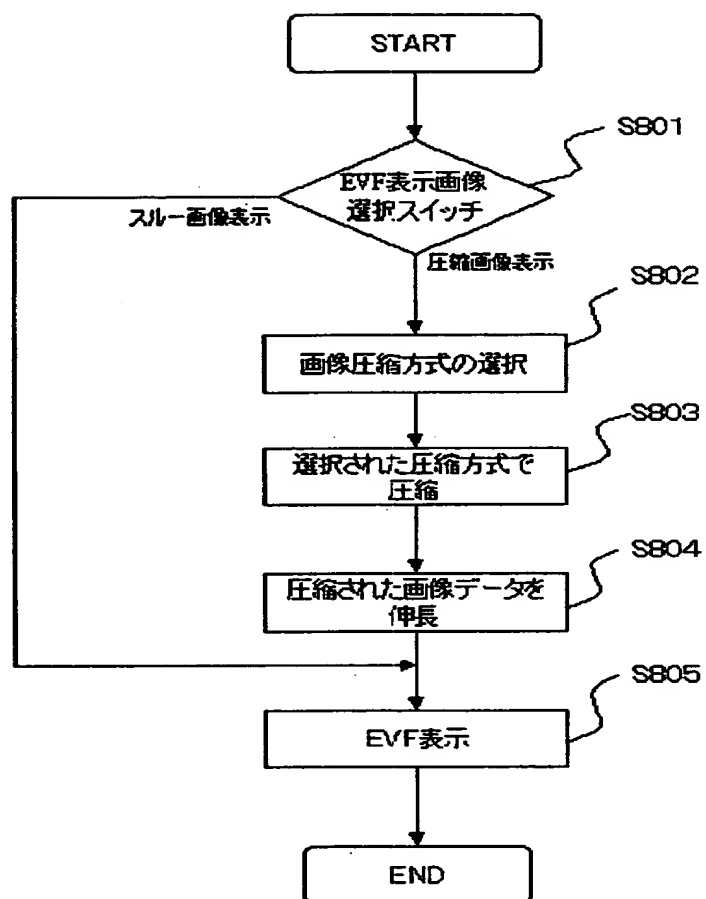 START
S801
EVF表示画像
選択スイッチ
スルー画像表示
圧縮画像表示
S802
画像圧縮方式の選択
S803
選択された圧縮方式で
圧縮
S804
圧縮された画像データを
伸長
S805
EVF表示
END